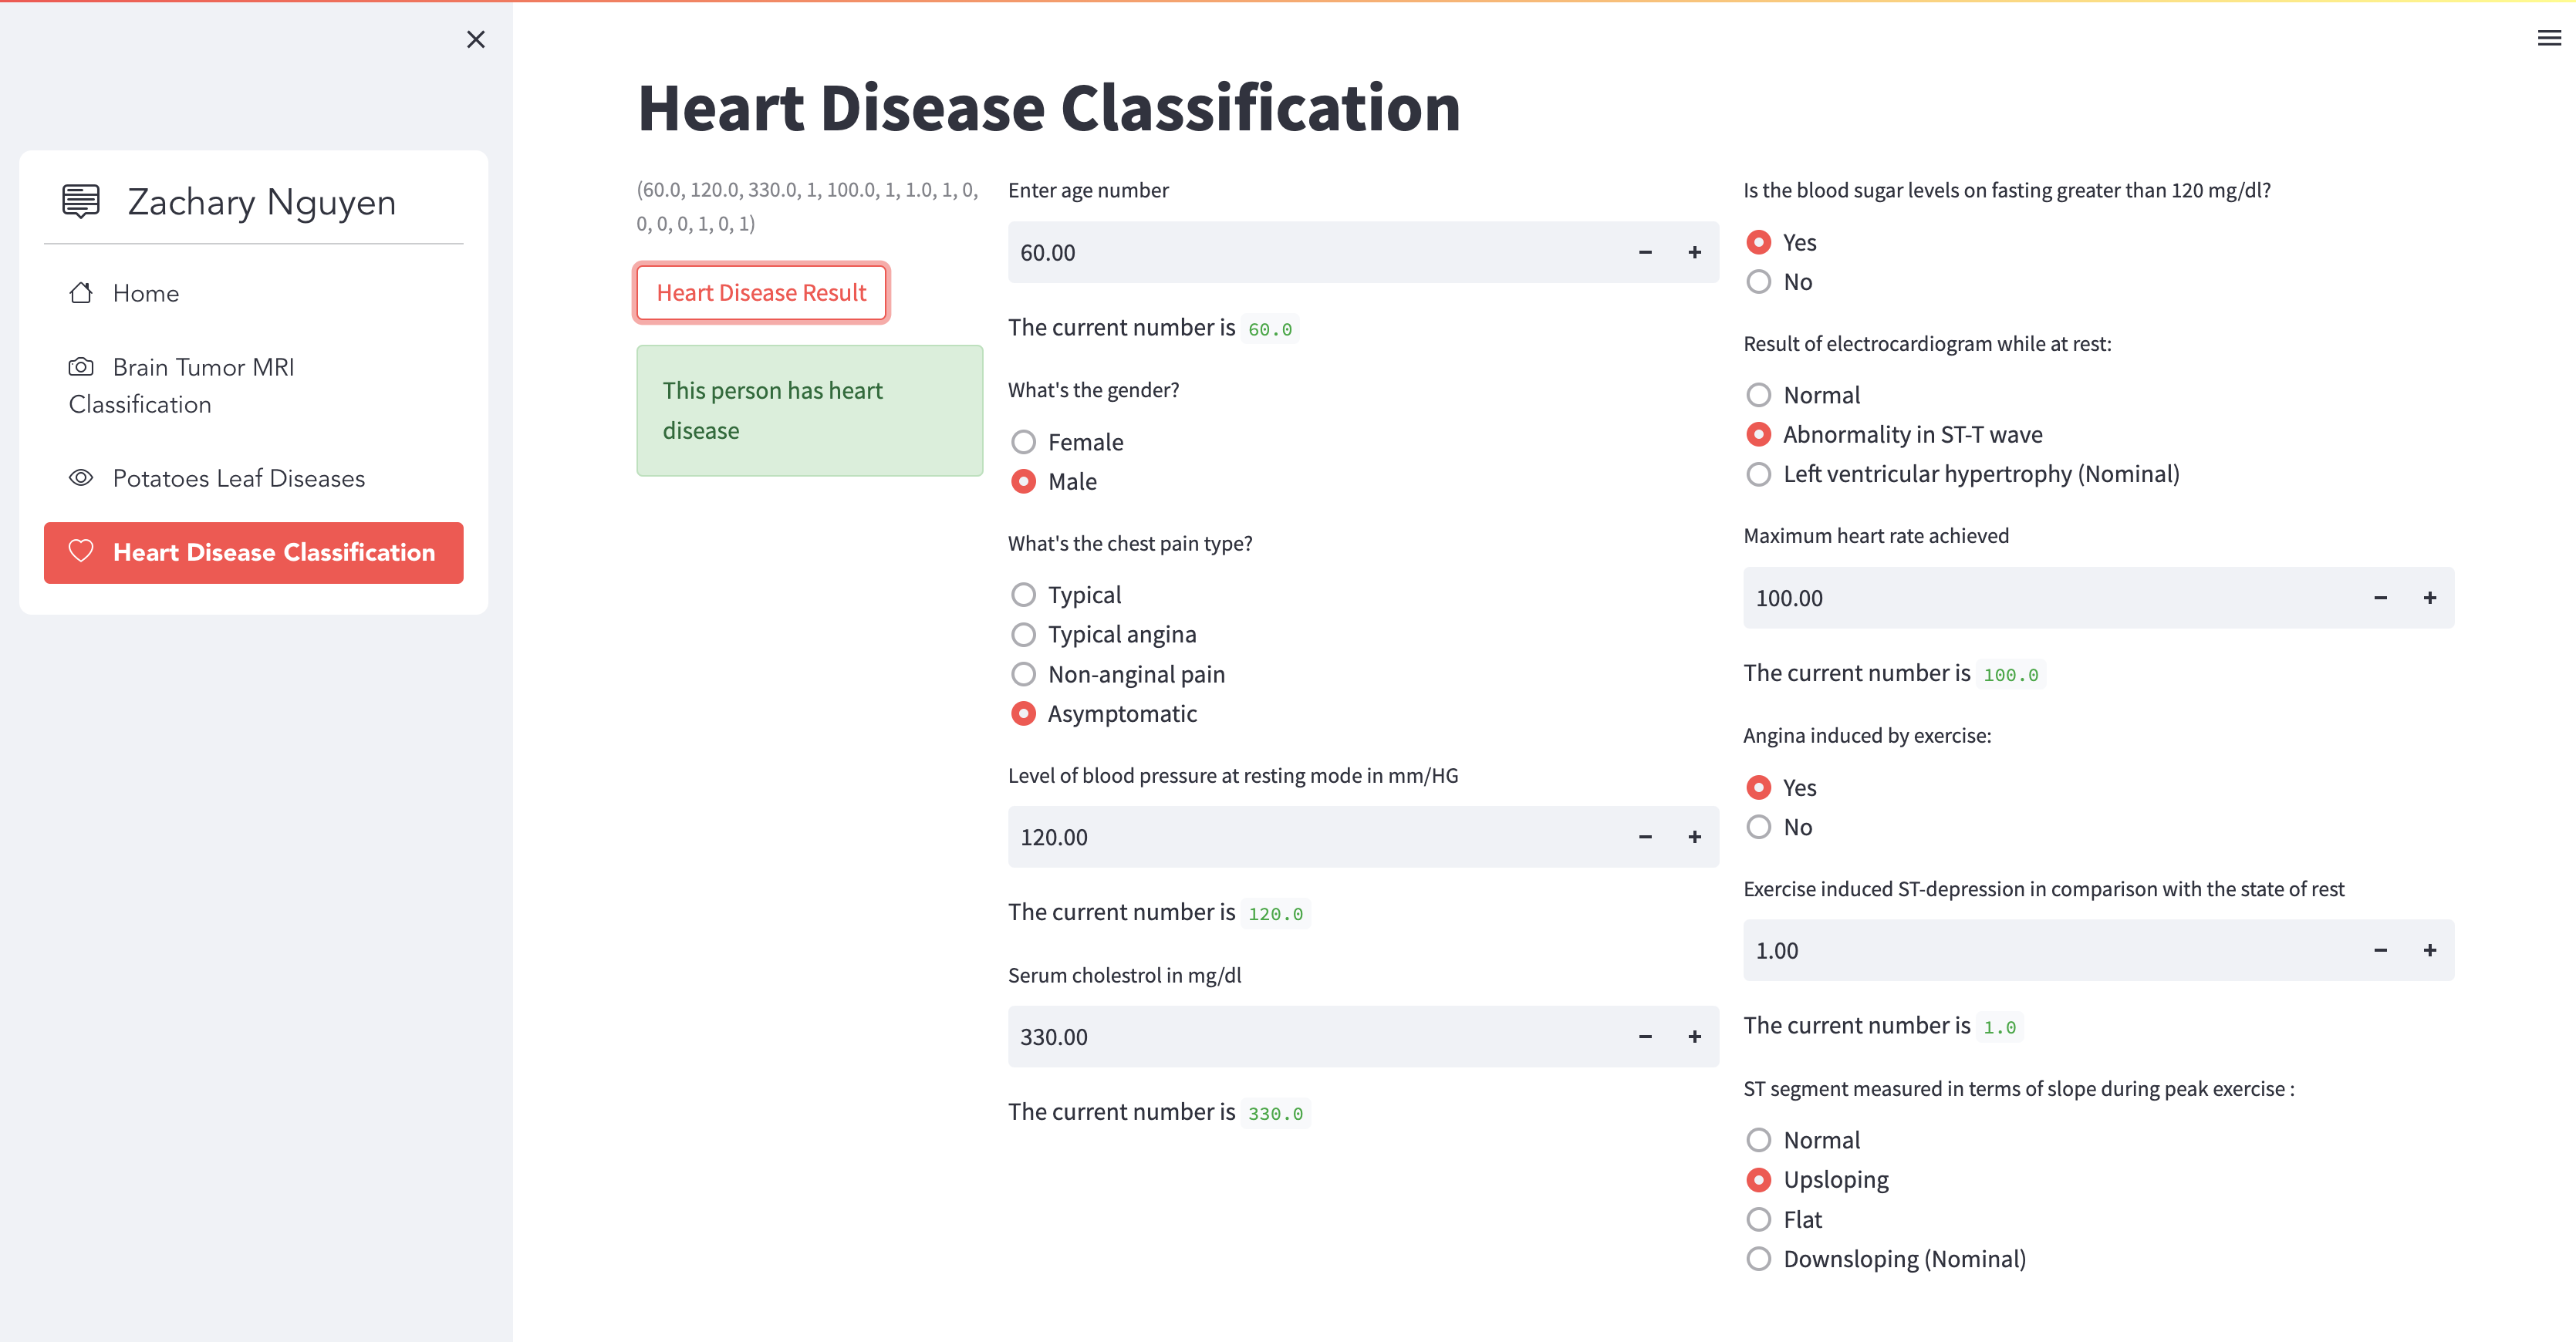 Zachary Nguyen
Home
Brain Tumor MRI
Classification
Potatoes Leaf Diseases
Heart Disease Classification
Heart Disease Classification
(60.0, 120.0, 330.0, 1, 100.0, 1, 1.0, 1, 0,
0, 0, 0, 1, 0, 1)
Heart Disease Result
This person has heart
disease
Enter age number
60.00
The current number is 60.0
What's the gender?
Female
Male
What's the chest pain type?
Typical
Typical angina
Non-anginal pain
Asymptomatic
Level of blood pressure at resting mode in mm/HG
120.00
The current number is 120.0
Serum cholestrol in mg/dl
330.00
The current number is 330.0
Is the blood sugar levels on fasting greater than 120 mg/dl?
Yes
No
Result of electrocardiogram while at rest:
Normal
Abnormality in ST-T wave
Left ventricular hypertrophy (Nominal)
Maximum heart rate achieved
100.00
The current number is 100.0
Angina induced by exercise:
Yes
No
Exercise induced ST-depression in comparison with the state of rest
1.00
The current number is 1.0
ST segment measured in terms of slope during peak exercise :
Normal
Upsloping
Flat
Downsloping (Nominal)